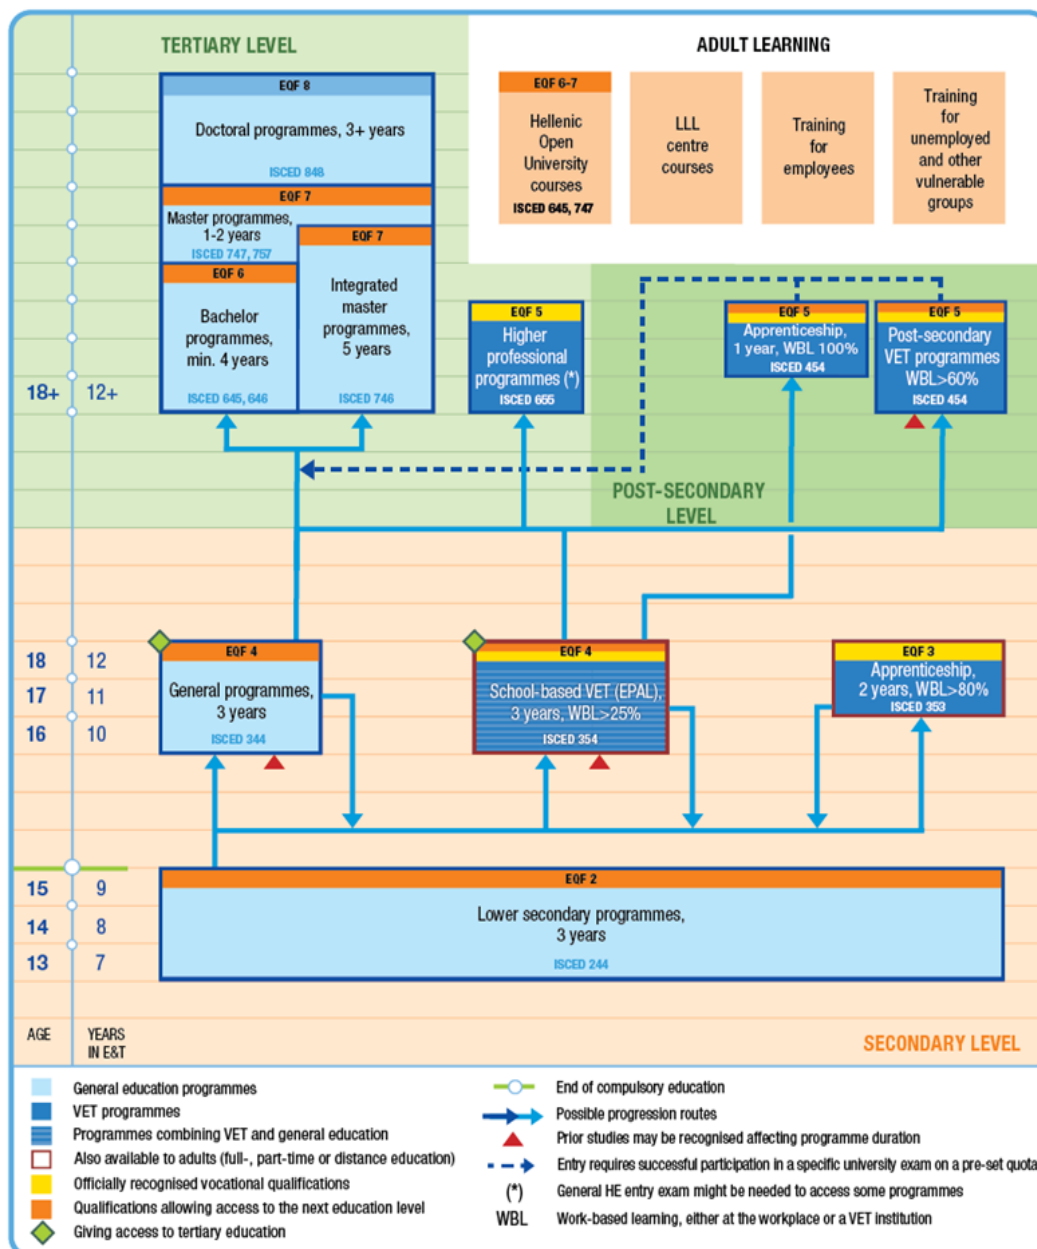 TERTIARY LEVEL
ADULT LEARNING
EQF 8
Doctoral programmes, 3+ years
ISCED 848
EQF 7
Master programmes,
1-2 years
ISCED 747, 757
EQF 6
Bachelor
programmes,
min. 4 years
ISCED 645, 646
EQF 7
Integrated
master
programmes,
5 years
ISCED 746
EQF 6-7
Hellenic
Open
University
courses
ISCED 645, 747
LLL
centre
courses
Training
for
employees
Training
for
unemployed
and other
vulnerable
groups
EQF 5
Higher
professional
programmes (*)
ISCED 655
EQF 5
Apprenticeship,
1 year, WBL 100%
ISCED 454
EQF 5
Post-secondary
VET programmes
WBL>60%
ISCED 454
18+ 12+
POST-SECONDARY
LEVEL
18 12
17 11
16 10
EQF 4
General programmes,
3 years
ISCED 344
EQF 4
School-based VET (EPAL),
3 years, WBL>25%
ISCED 354
EQF 3
Apprenticeship,
2 years, WBL>80%
ISCED 353
15 9
14 8
13 7
EQF 2
Lower secondary programmes,
3 years
ISCED 244
AGE
YEARS
IN E&T
SECONDARY LEVEL
General education programmes
VET programmes
Programmes combining VET and general education
Also available to adults (full-, part-time or distance education)
Officially recognised vocational qualifications
Qualifications allowing access to the next education level
Giving access to tertiary education
End of compulsory education
Possible progression routes
Prior studies may be recognised affecting programme duration
Entry requires successful participation in a specific university exam on a pre-set quota
(*) General HE entry exam might be needed to access some programmes
WBL Work-based learning, either at the workplace or a VET institution